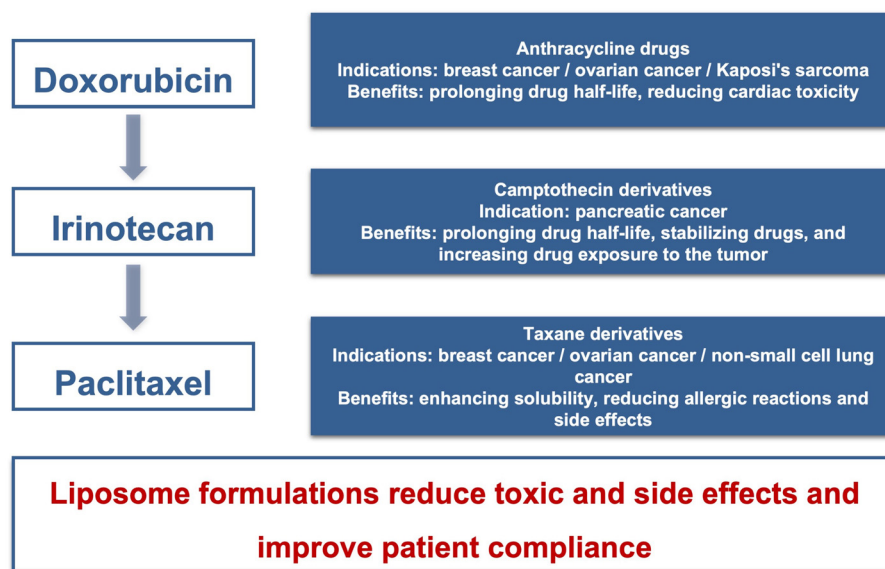 Doxorubicin
Anthracycline drugs
Indications: breast cancer / ovarian cancer / Kaposi's sarcoma
Benefits: prolonging drug half-life, reducing cardiac toxicity
Irinotecan
Camptothecin derivatives
Indication: pancreatic cancer
Benefits: prolonging drug half-life, stabilizing drugs, and
increasing drug exposure to the tumor
Paclitaxel
Taxane derivatives
Indications: breast cancer / ovarian cancer / non-small cell lung
cancer
Benefits: enhancing solubility, reducing allergic reactions and
side effects
Liposome formulations reduce toxic and side effects and
improve patient compliance